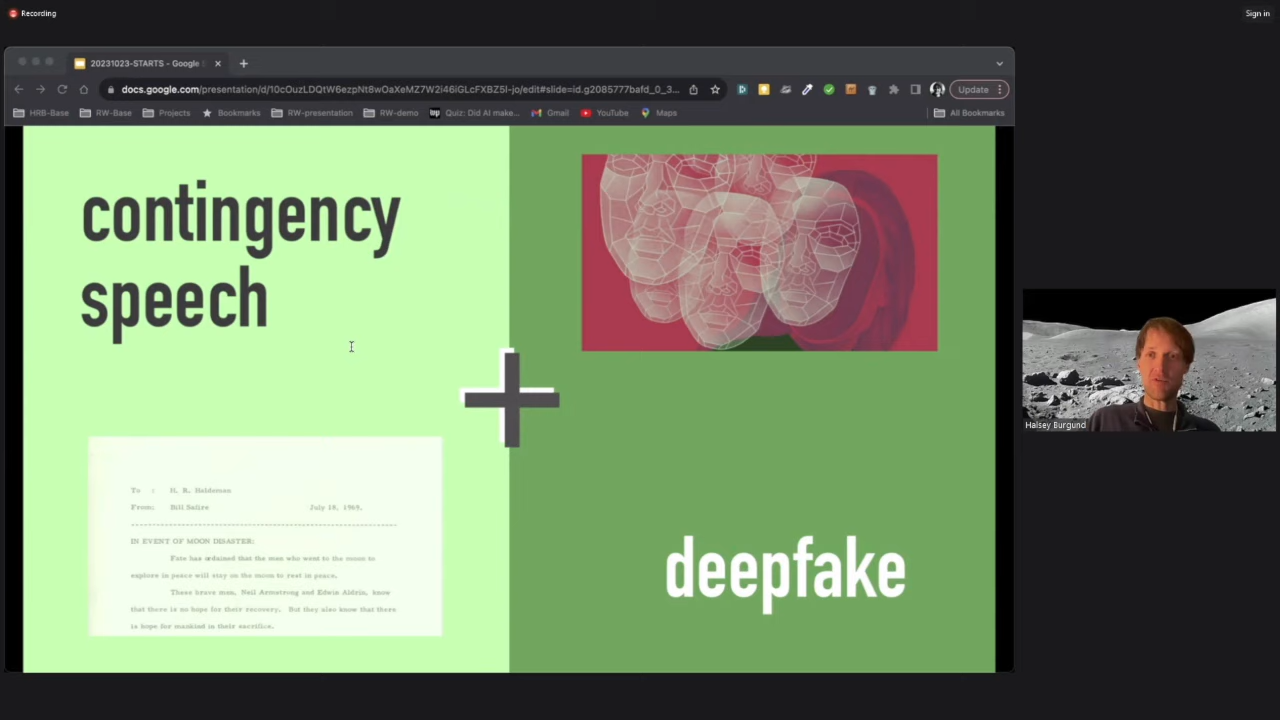 Recording
Sign in
20231023-STARTS - Google
docs.google.com/presentation/d/10cOuzLDQtW6ezpNt8wOaXeMZ7W2i46iGLcFXBZ5l-jo/edit#slide=id.g2085777bafd_0_3...
Update
HRB-Base
RW-Base
Projects
Bookmarks
RW-presentation
RW-demo
Quiz: Did AI make...
Gmail
YouTube
Maps
All Bookmarks
contingency
speech
To : H. R. Haldeman
From: Bill Safire July 18, 1969.
IN EVENT OF MOON DISASTER:
Fate has ordained that the men who went to the moon to
explore in peace will stay on the moon to rest in peace.
These brave men, Neil Armstrong and Edwin Aldrin, know
that there is no hope for their recovery. But they also know that there
is hope for mankind in their sacrifice.
deepfake
Halsey Burgund